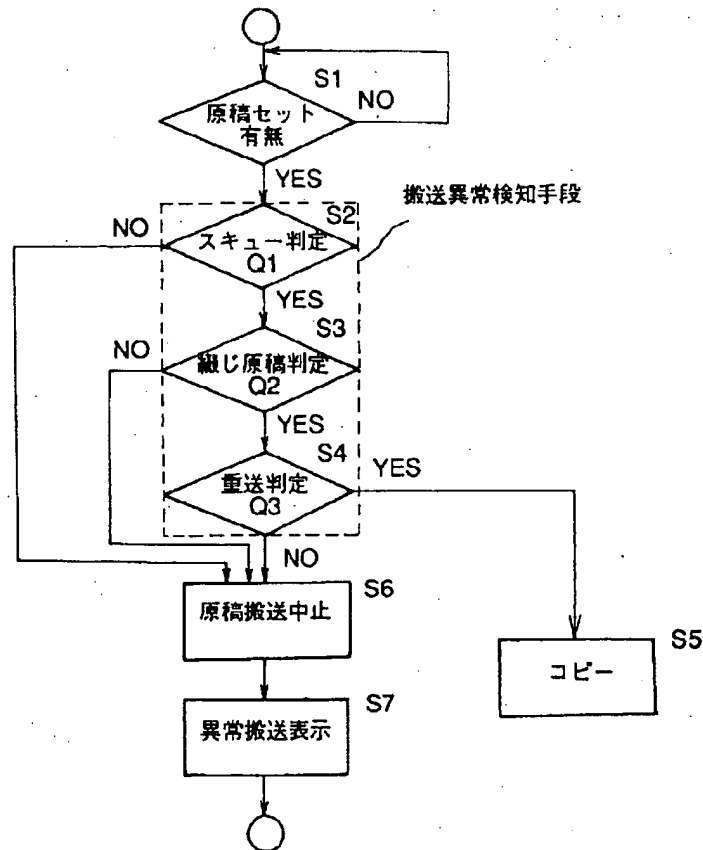 S1
原稿セット
有無
NO
YES
搬送異常検知手段
S2
NO
スキュー判定
Q1
YES
S3
NO
綴じ原稿判定
Q2
YES
S4
重送判定
Q3
YES
NO
S6
原稿搬送中止
S5
コピー
S7
異常搬送表示